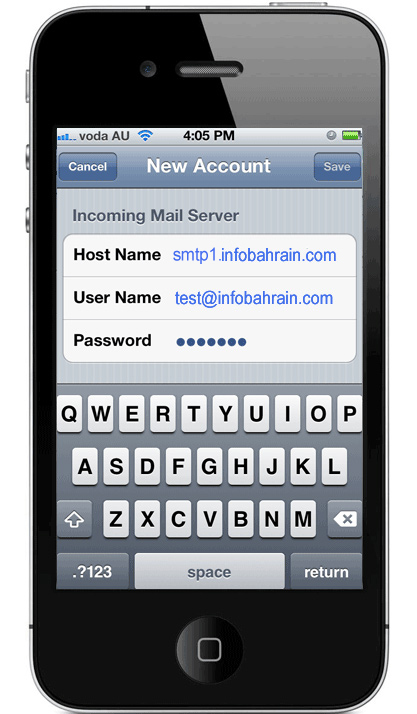 voda AU 4:05 PM
Cancel New Account Save
Incoming Mail Server
Host Name smtp1.infobahrain.com
User Name test@infobahrain.com
Password •••••••
Q W E R T Y U I O P
A S D F G H J K L
Z X C V B N M
.?123 space return